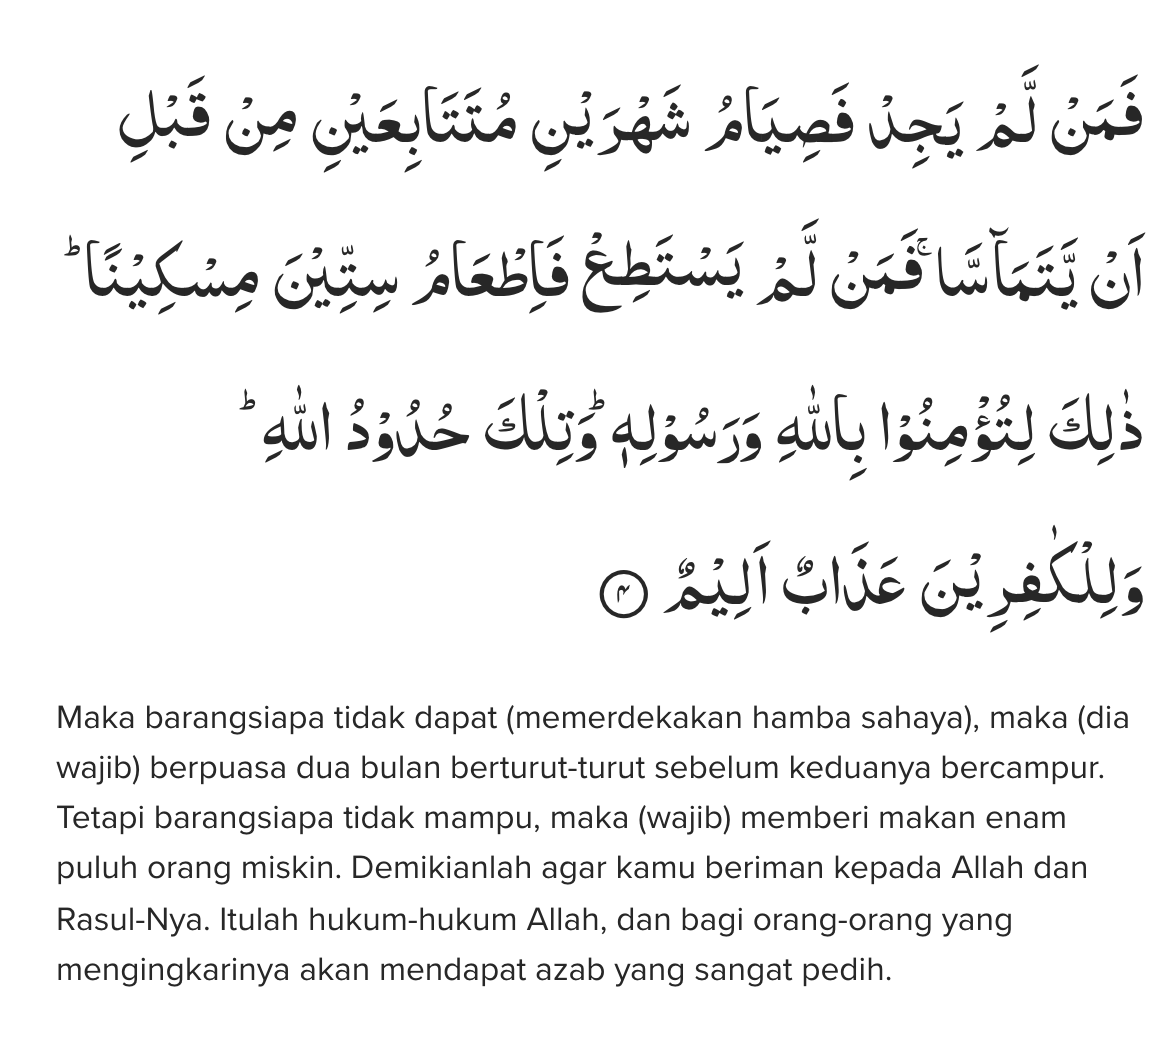 فَمَنْ لَّمْ يَجِدْ فَصِيَامُ شَهْرَيْنِ مُتَتَابِعَيْنِ مِنْ قَبْلِ
اَنْ يَّتَمَاۤسَّا ۚفَمَنْ لَّمْ يَسْتَطِعْ فَاِطْعَامُ سِتِّيْنَ مِسْكِيْنًاۗ
ذٰلِكَ لِتُؤْمِنُوْا بِاللّٰهِ وَرَسُوْلِهٖۗ وَتِلْكَ حُدُوْدُ اللّٰهِ ۗ
وَلِلْكٰفِرِيْنَ عَذَابٌ اَلِيْمٌ ٤
Maka barangsiapa tidak dapat (memerdekakan hamba sahaya), maka (dia
wajib) berpuasa dua bulan berturut-turut sebelum keduanya bercampur.
Tetapi barangsiapa tidak mampu, maka (wajib) memberi makan enam
puluh orang miskin. Demikianlah agar kamu beriman kepada Allah dan
Rasul-Nya. Itulah hukum-hukum Allah, dan bagi orang-orang yang
mengingkarinya akan mendapat azab yang sangat pedih.